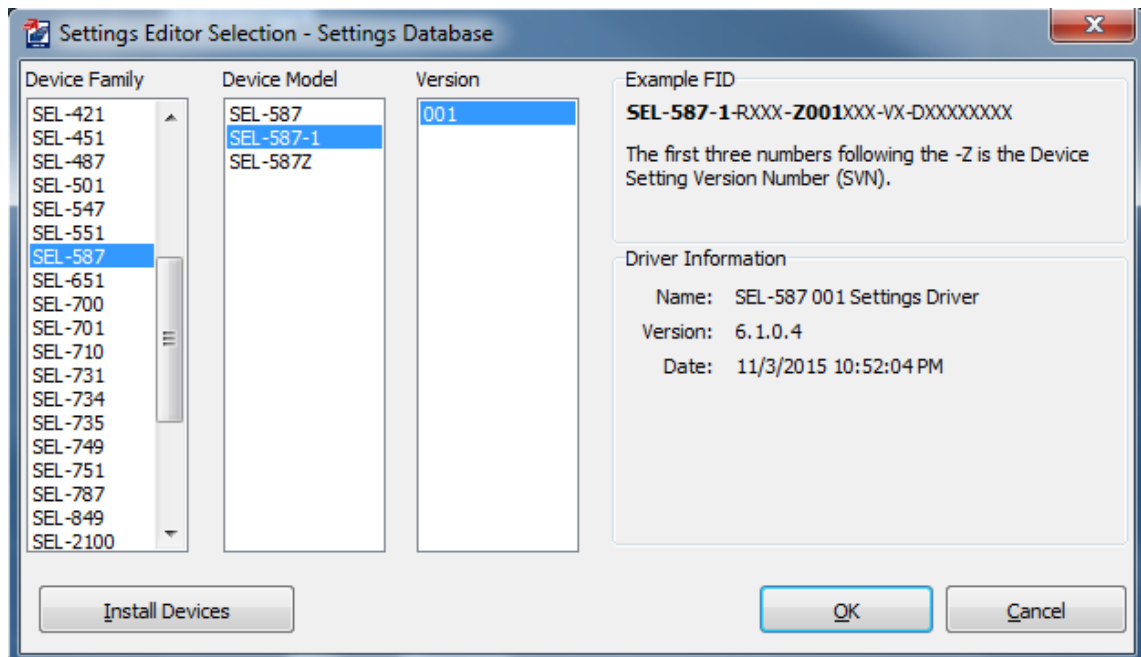 Settings Editor Selection - Settings Database
Device Family
SEL-421
SEL-451
SEL-487
SEL-501
SEL-547
SEL-551
SEL-587
SEL-651
SEL-700
SEL-701
SEL-710
SEL-731
SEL-734
SEL-735
SEL-749
SEL-751
SEL-787
SEL-849
SEL-2100
Device Model
SEL-587
SEL-587-1
SEL-587Z
Version
001
Example FID
SEL-587-1-RXXX-Z001XXX-VX-DXXXXXXXX
The first three numbers following the -Z is the Device
Setting Version Number (SVN).
Driver Information
Name: SEL-587 001 Settings Driver
Version: 6.1.0.4
Date: 11/3/2015 10:52:04 PM
Install Devices
OK
Cancel